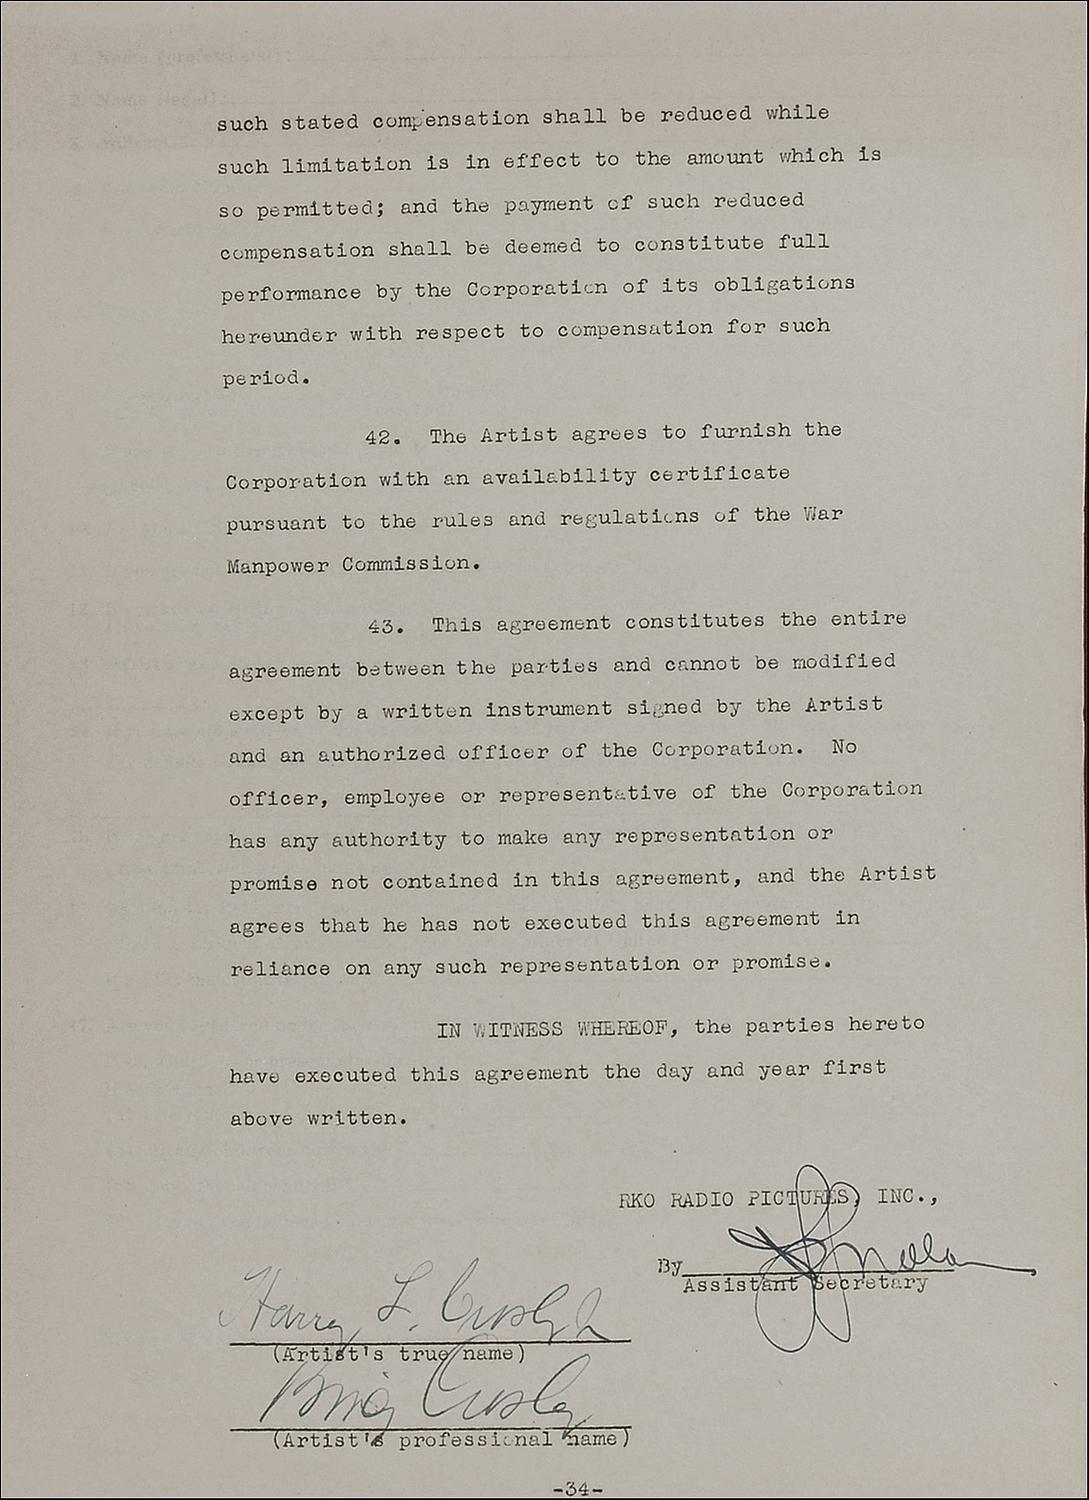 such stated compensation shall be reduced while
such limitation is in effect to the amount which is
so permitted; and the payment of such reduced
compensation shall be deemed to constitute full
performance by the Corporation of its obligations
hereunder with respect to compensation for such
period.
42. The Artist agrees to furnish the
Corporation with an availability certificate
pursuant to the rules and regulations of the War
Manpower Commission.
43. This agreement constitutes the entire
agreement between the parties and cannot be modified
except by a written instrument signed by the Artist
and an authorized officer of the Corporation. No
officer, employee or representative of the Corporation
has any authority to make any representation or
promise not contained in this agreement, and the Artist
agrees that he has not executed this agreement in
reliance on any such representation or promise.
IN WITNESS WHEREOF, the parties hereto
have executed this agreement the day and year first
above written.
RKO RADIO PICTURES, INC.,
By
Assistant Secretary
Harry L. Crosby
(Artist's true name)
Bing Crosby
(Artist's professional name)
-34-